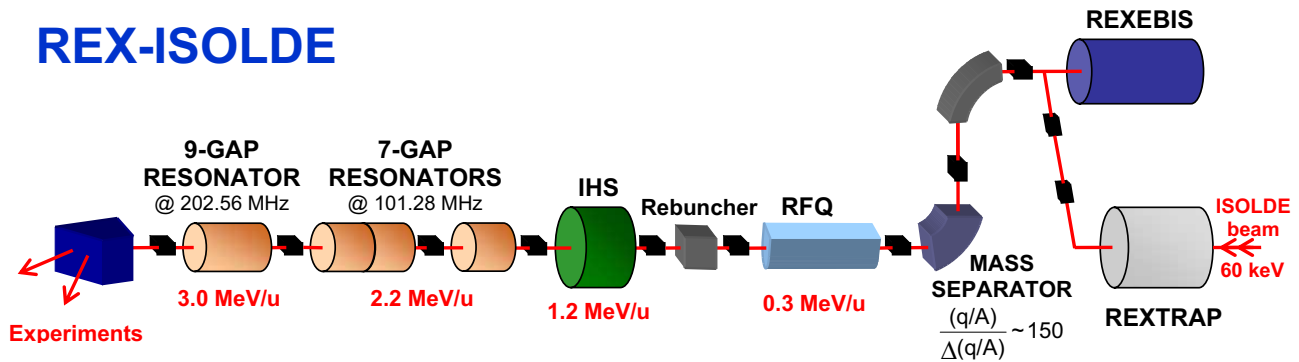 REX-ISOLDE
REXEBIS
9-GAP
RESONATOR
@ 202.56 MHz
7-GAP
RESONATORS
@ 101.28 MHz
IHS
Rebuncher
RFQ
ISOLDE
beam
60 keV
MASS
SEPARATOR
(q/A)
Δ(q/A)
~150
REXTRAP
3.0 MeV/u
2.2 MeV/u
1.2 MeV/u
0.3 MeV/u
Experiments